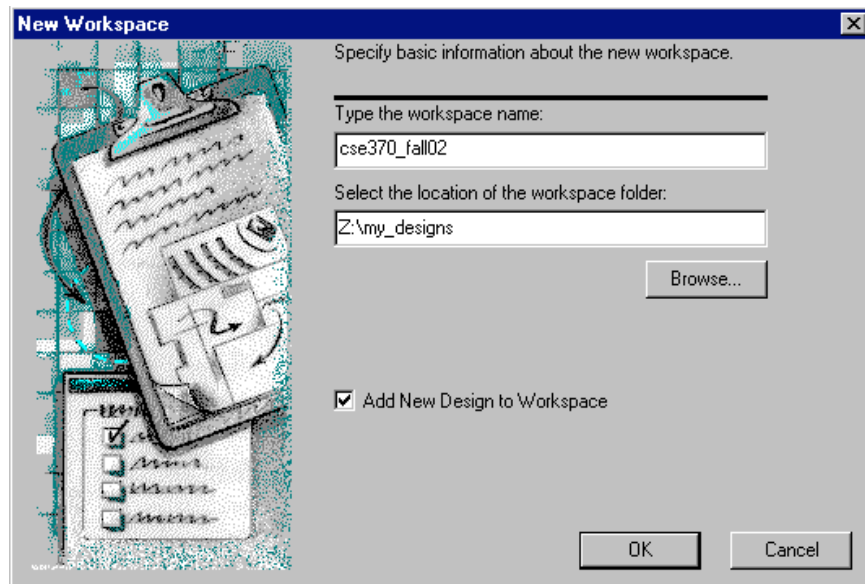 New Workspace
Specify basic information about the new workspace.
Type the workspace name:
cse370_fall02
Select the location of the workspace folder:
Z:\my_designs
Browse...
Add New Design to Workspace
OK
Cancel